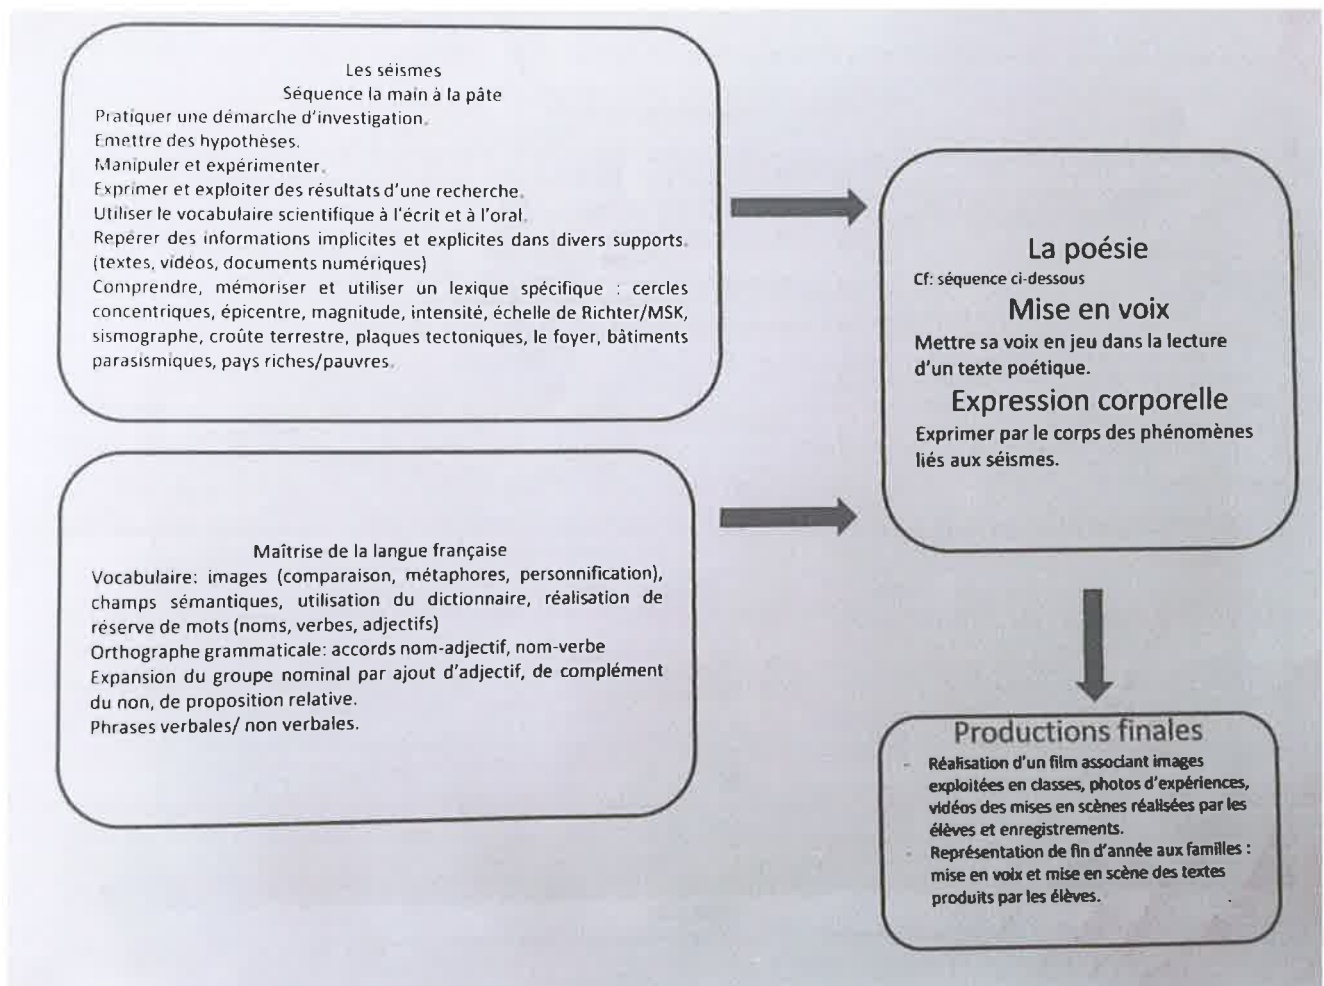 Les séismes
Séquence la main à la pâte
Pratiquer une démarche d'investigation.
Emettre des hypothèses.
Manipuler et expérimenter.
Exprimer et exploiter des résultats d'une recherche.
Utiliser le vocabulaire scientifique à l'écrit et à l'oral.
Repérer des informations implicites et explicites dans divers supports.
(textes, vidéos, documents numériques)
Comprendre, mémoriser et utiliser un lexique spécifique : cercles
concentriques, épicentre, magnitude, intensité, échelle de Richter/MSK,
sismographe, croûte terrestre, plaques tectoniques, le foyer, bâtiments
parasismiques, pays riches/pauvres.
Maîtrise de la langue française
Vocabulaire: images (comparaison, métaphores, personnification),
champs sémantiques, utilisation du dictionnaire, réalisation de
réserve de mots (noms, verbes, adjectifs)
Orthographe grammaticale: accords nom-adjectif, nom-verbe
Expansion du groupe nominal par ajout d'adjectif, de complément
du non, de proposition relative.
Phrases verbales/ non verbales.
La poésie
Cf: séquence ci-dessous
Mise en voix
Mettre sa voix en jeu dans la lecture
d'un texte poétique.
Expression corporelle
Exprimer par le corps des phénomènes
liés aux séismes.
Productions finales
- Réalisation d'un film associant images
exploitées en classes, photos d'expériences,
vidéos des mises en scènes réalisées par les
élèves et enregistrements.
- Représentation de fin d'année aux familles :
mise en voix et mise en scène des textes
produits par les élèves.